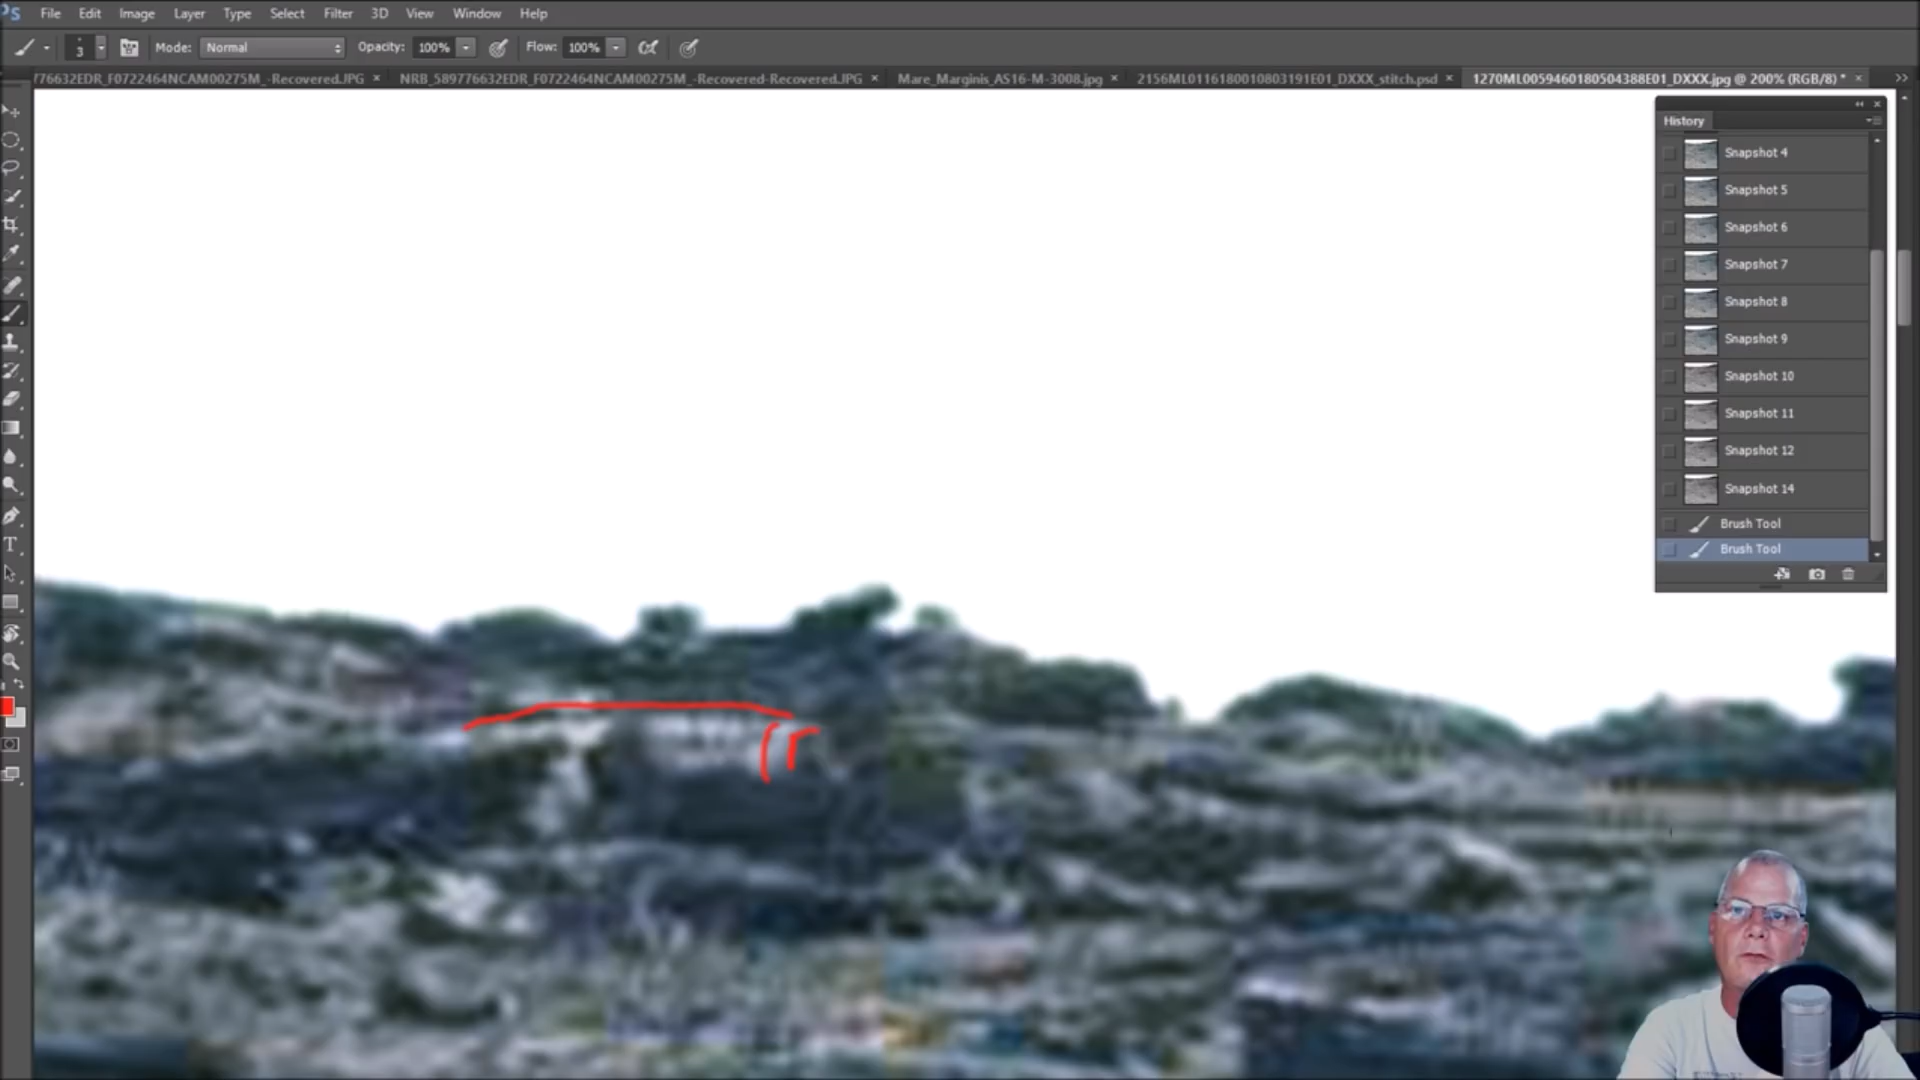 Ps File Edit Image Layer Type Select Filter 3D View Window Help
3 Mode: Normal Opacity: 100% Flow: 100%
776632EDR_F0722464NCAM00275M_-Recovered.JPG × NRB_589776632EDR_F0722464NCAM00275M_-Recovered-Recovered.JPG × Mare_Marginis_AS16-M-3008.jpg × 2156ML0116180010803191E01_DXXX_stitch.psd × 1270ML0059460180504388E01_DXXX.jpg @ 200% (RGB/8) * ×
History
Snapshot 4
Snapshot 5
Snapshot 6
Snapshot 7
Snapshot 8
Snapshot 9
Snapshot 10
Snapshot 11
Snapshot 12
Snapshot 14
Brush Tool
Brush Tool